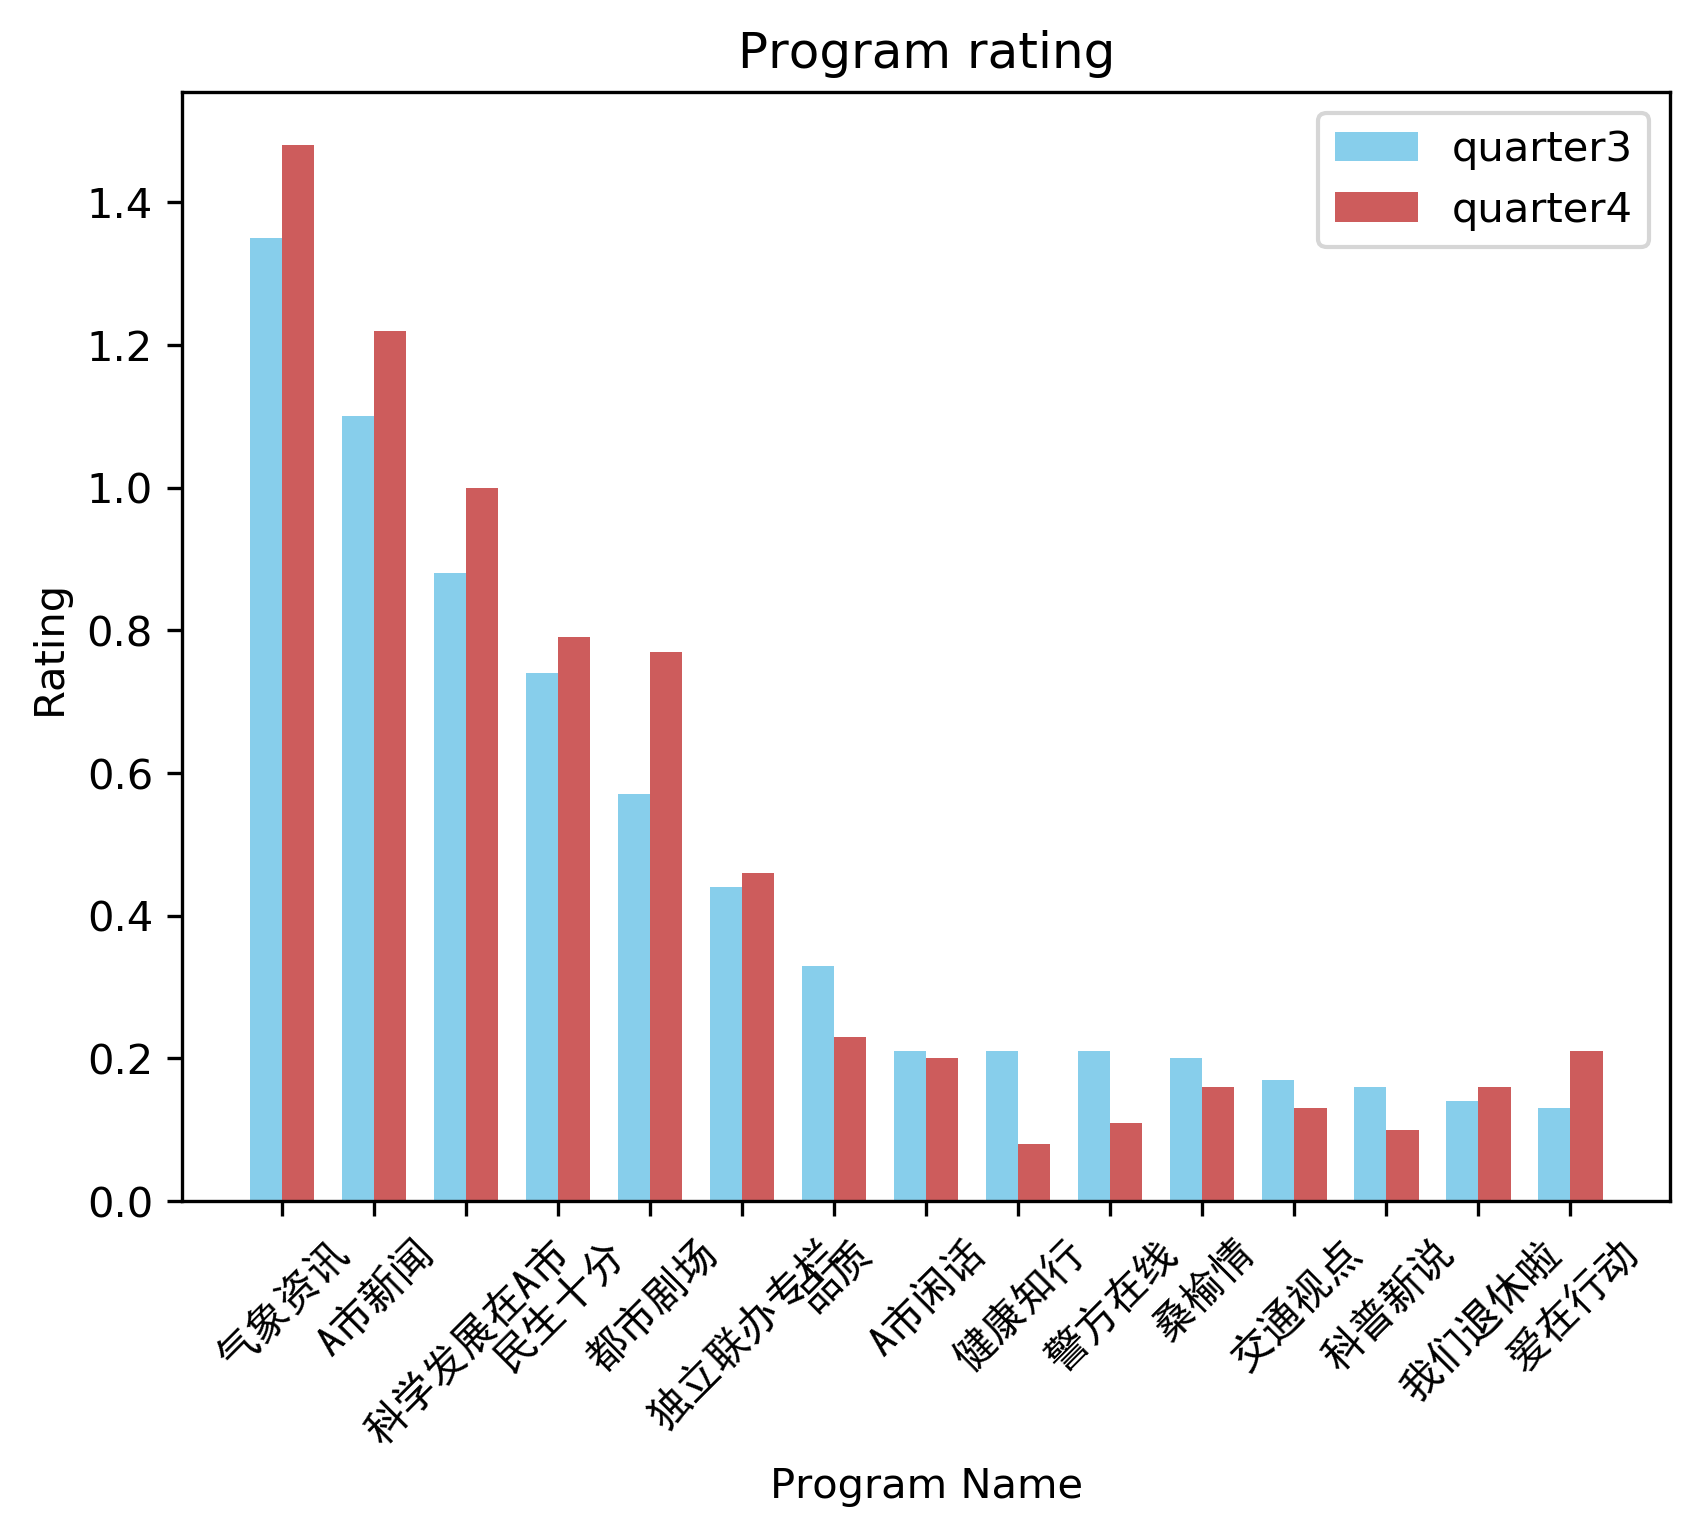 Program rating
quarter3
quarter4
Rating
1.4
1.2
1.0
0.8
0.6
0.4
0.2
0.0
气象资讯
A市新闻
科学发展在A市
民生十分
都市剧场
独立联办专栏
品质
A市闲话
健康知行
警方在线
桑榆情
交通视点
科普新说
我们退休啦
爱在行动
Program Name